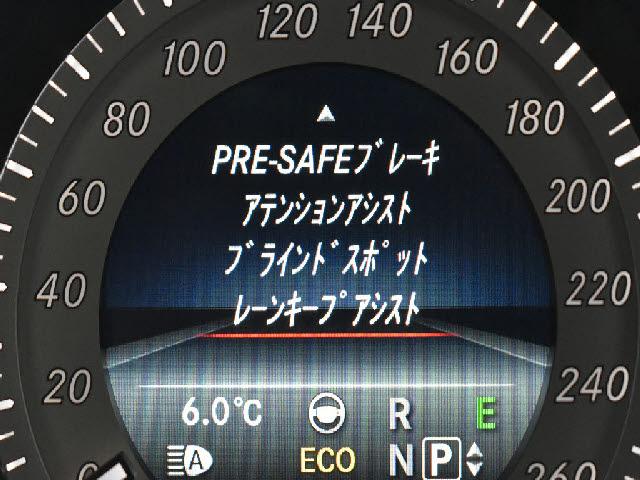 120 140
100 160
80 180
60 200
40 220
20 240
260
PRE-SAFEブレーキ
アテンションアシスト
ブラインドスポット
レーンキープアシスト
6.0℃ R E
A ECO N P